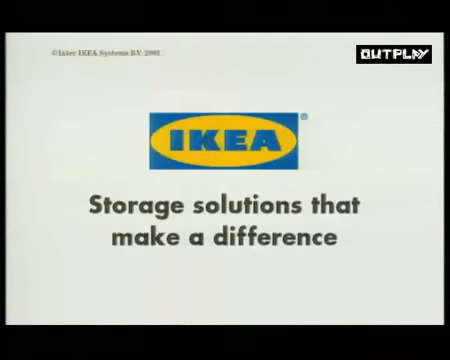 ©Inter IKEA Systems B.V. 2001
OUTPLAY
IKEA®
Storage solutions that
make a difference